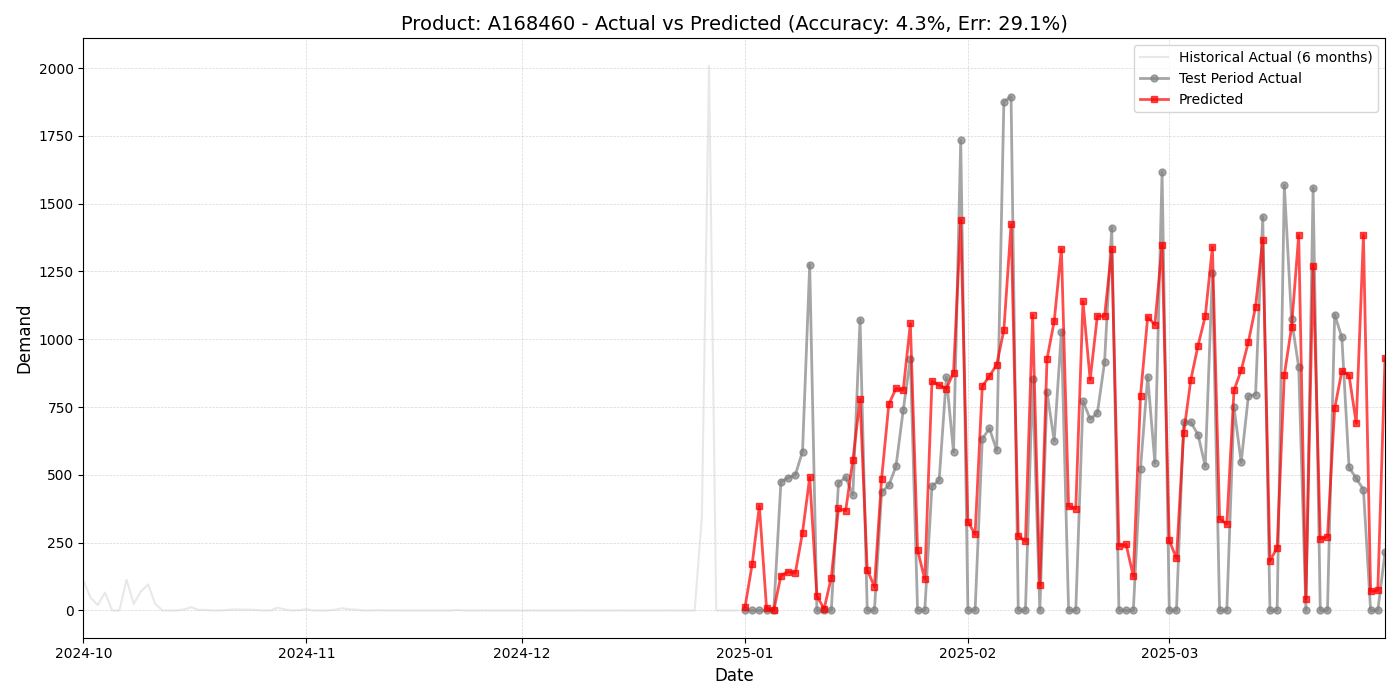 Product: A168460 - Actual vs Predicted (Accuracy: 4.3%, Err: 29.1%)
Historical Actual (6 months)
Test Period Actual
Predicted
Demand
2000
1750
1500
1250
1000
750
500
250
0
2024-10
2024-11
2024-12
2025-01
2025-02
2025-03
Date